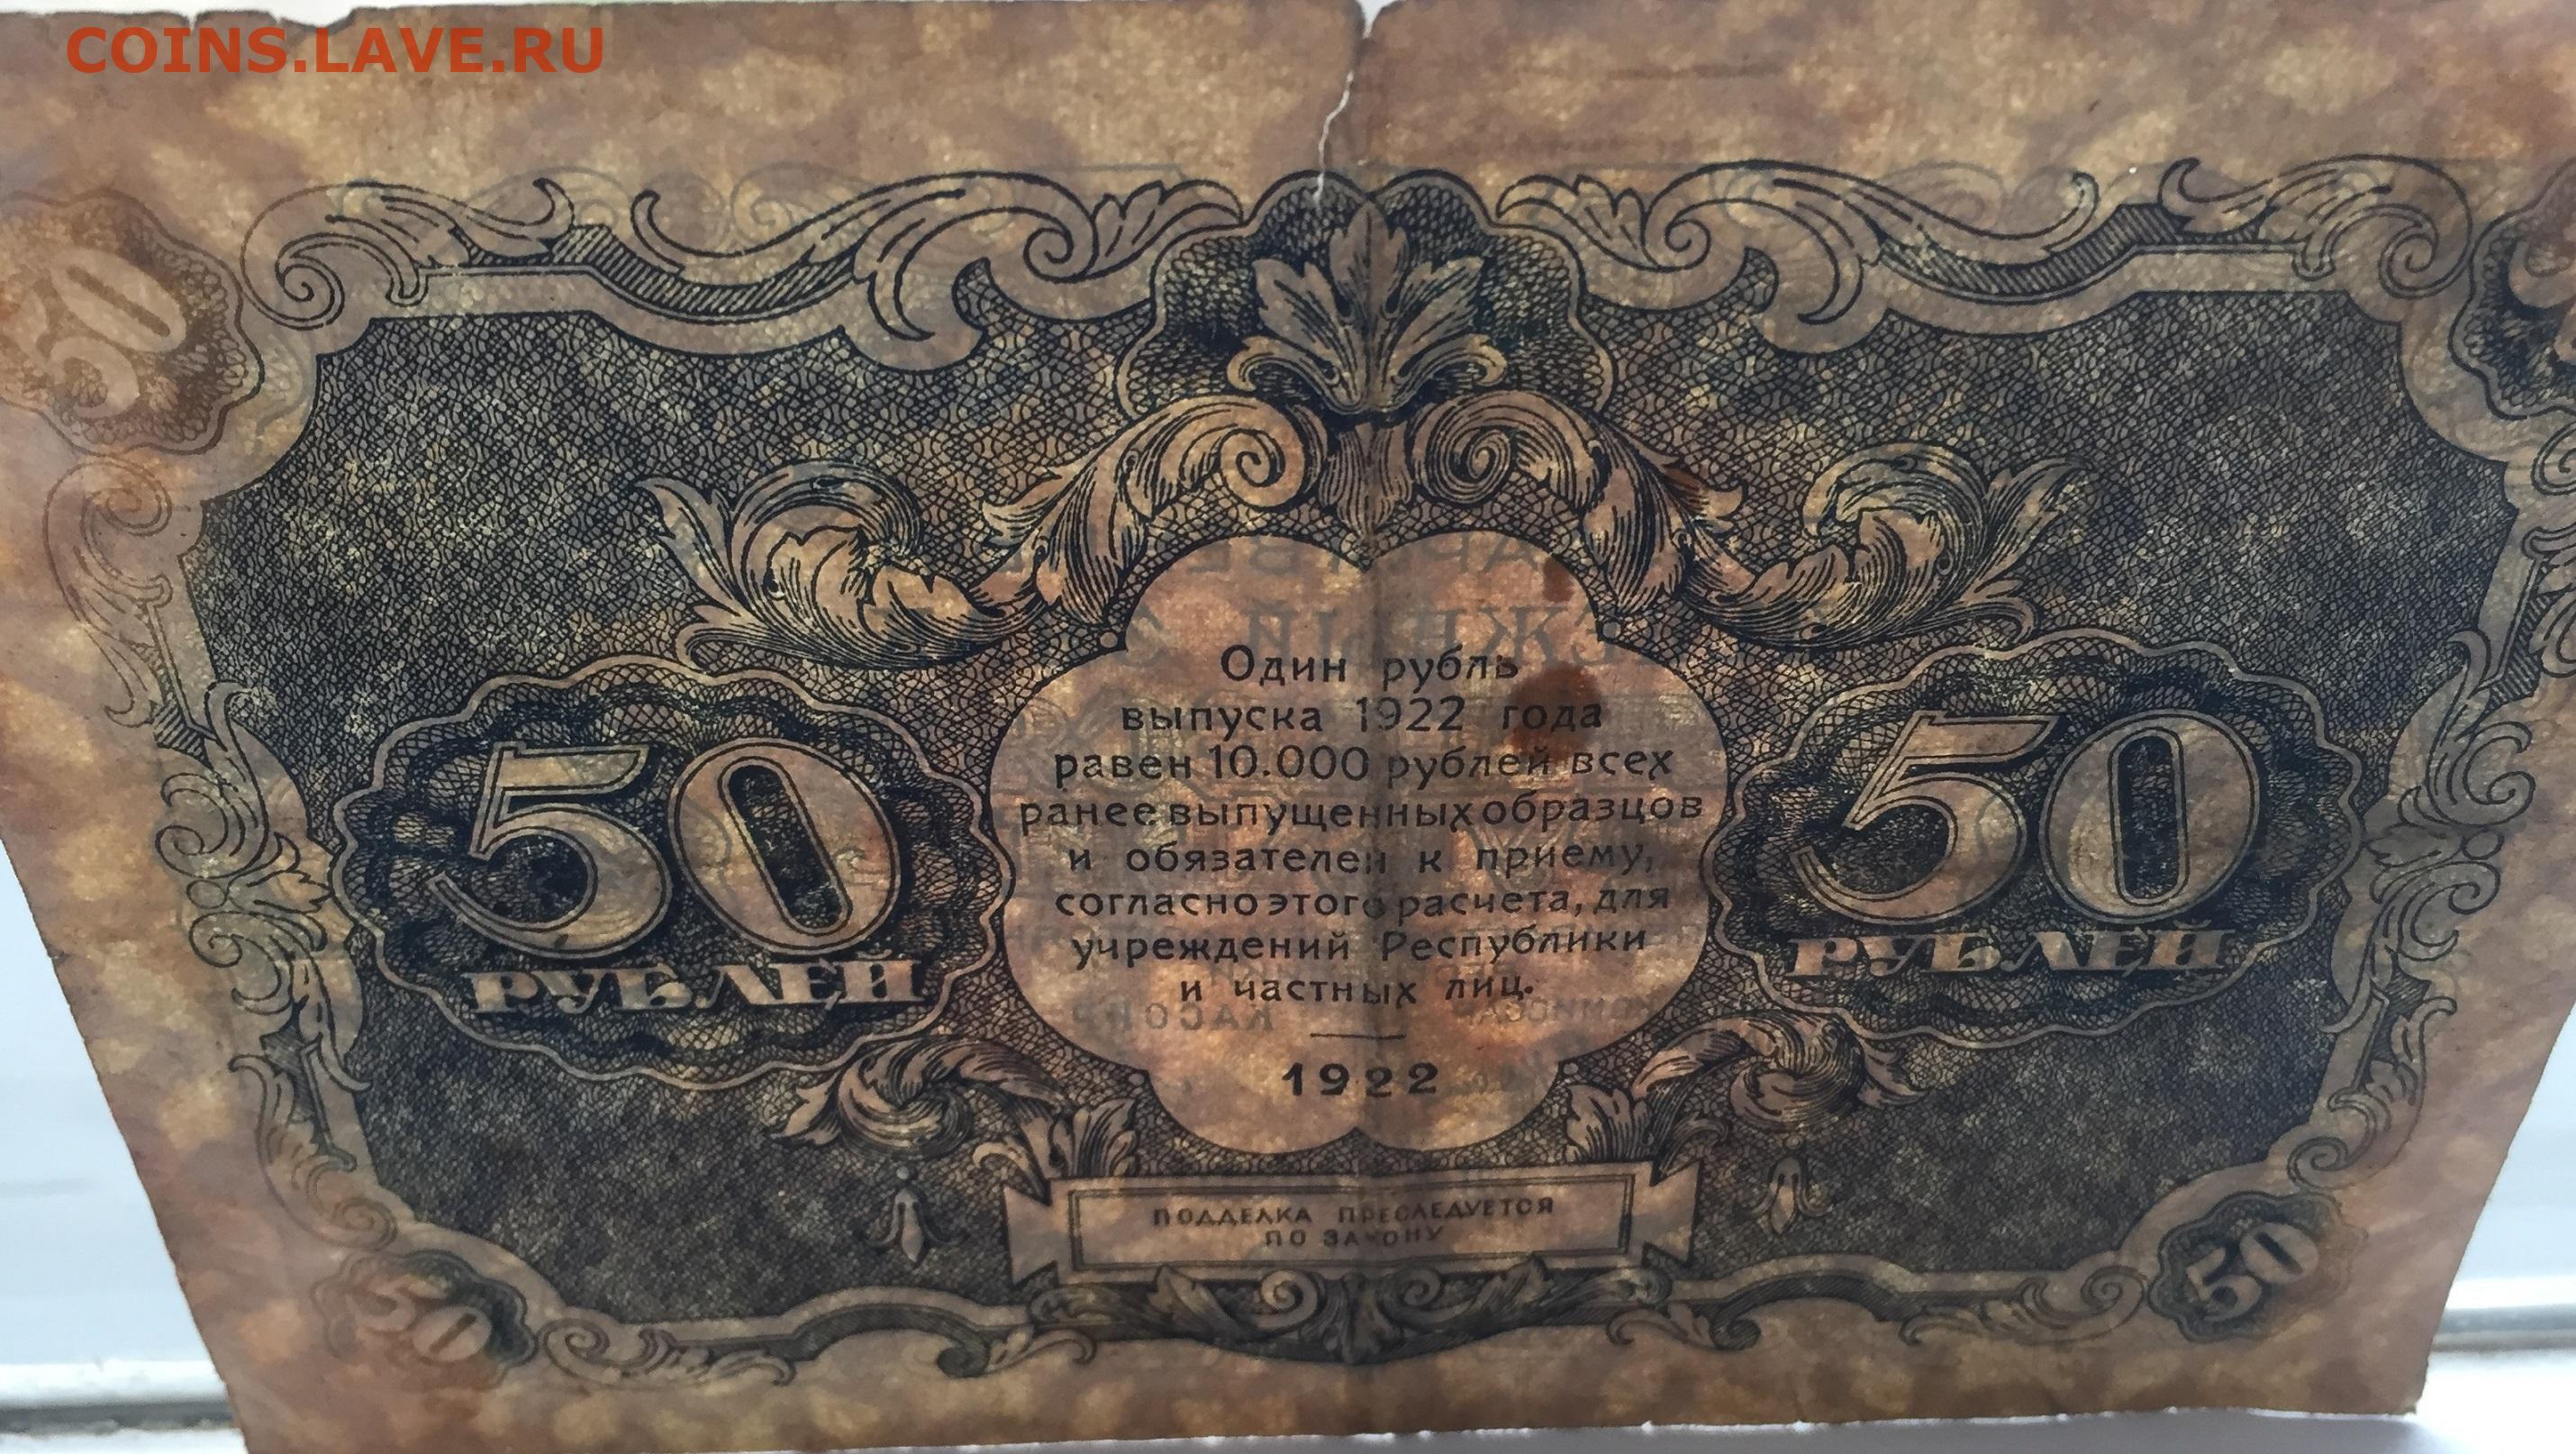 COINS.LAVE.RU
50
50
Один рубль
выпуска 1922 года
равен 10.000 рублей всех
ранее выпущенных образцов
и обязателен к приему,
согласно этого расчета, для
учреждений Республики
и частных лиц.
1922
50
РУБЛЕЙ
50
РУБЛЕЙ
ПОДДЕЛКА ПРЕСЛЕДУЕТСЯ
ПО ЗАКОНУ
50
50